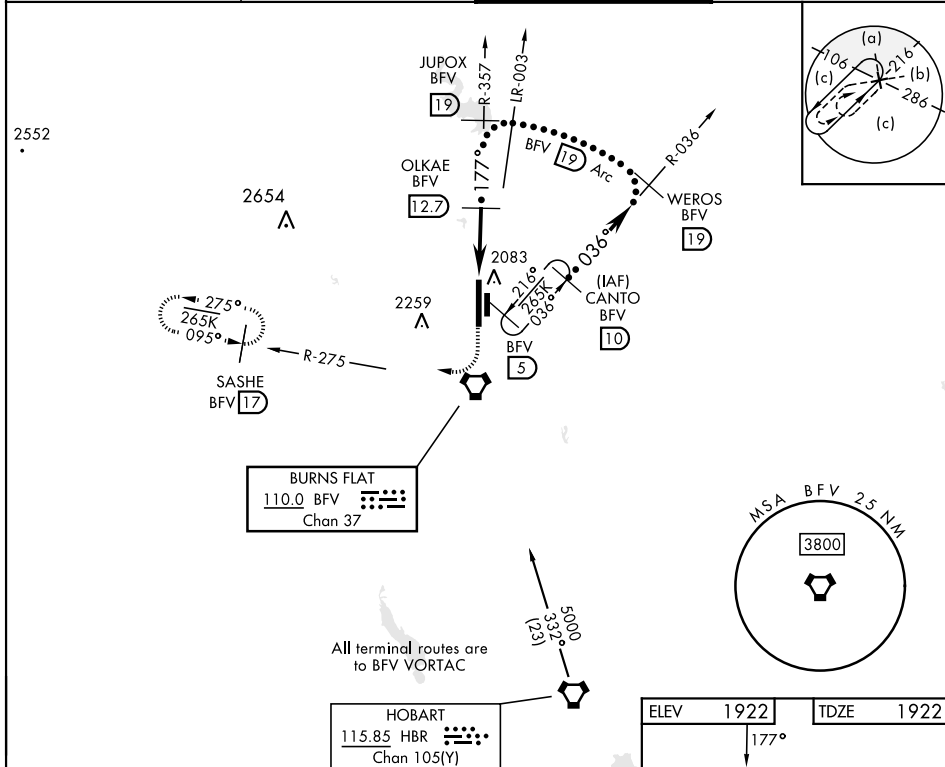 JUPOX
BFV
19
R-357
LR-003
(a)
106
216
(c)
(b)
286
(c)
2552
OLKAE
BFV
12.7
177°
BFV 19 Arc
R-036
WEROS
BFV
19
2654
2083
036°
216°
265K
036°
(IAF)
CANTO
BFV
10
2259
BFV
5
275°
265K
095°
R-275
SASHE
BFV 17
BURNS FLAT
110.0 BFV
Chan 37
MSA BFV 25 NM
3800
5000
332°
(23)
All terminal routes are
to BFV VORTAC
HOBART
115.85 HBR
Chan 105(Y)
ELEV 1922
TDZE 1922
177°